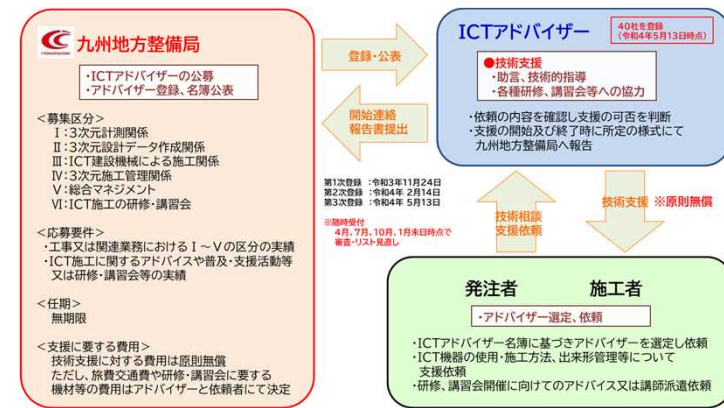 九州地方整備局
・ICTアドバイザーの公募
・アドバイザー登録、名簿公表
<募集区分>
Ⅰ：3次元計測関係
Ⅱ：3次元設計データ作成関係
Ⅲ：ICT建設機械による施工関係
Ⅳ：3次元施工管理関係
Ⅴ：総合マネジメント
Ⅵ：ICT施工の研修・講習会
<応募要件>
・工事又は関連業務におけるⅠ～Ⅴの区分の実績
・ICT施工に関するアドバイスや普及・支援活動等
又は研修・講習会等の実績
<任期>
無期限
<支援に要する費用>
技術支援に対する費用は原則無償
ただし、旅費交通費や研修・講習会に要する
機材等の費用はアドバイザーと依頼者にて決定
登録・公表
開始連絡
報告書提出
第1次登録 ：令和3年11月24日
第2次登録 ：令和4年 2月14日
第3次登録 ：令和4年 5月13日
※随時受付
4月、7月、10月、1月末日時点で
審査・リスト見直し
ICTアドバイザー
40社を登録
（令和4年5月13日時点）
●技術支援
・助言、技術的指導
・各種研修、講習会等への協力
・依頼の内容を確認し支援の可否を判断
・支援の開始及び終了時に所定の様式にて
九州地方整備局へ報告
技術相談
支援依頼
技術支援 ※原則無償
発注者 施工者
・アドバイザー選定、依頼
・ICTアドバイザー名簿に基づきアドバイザーを選定し依頼
・ICT機器の使用・施工方法、出来形管理等について
支援依頼
・研修、講習会開催に向けてのアドバイス又は講師派遣依頼